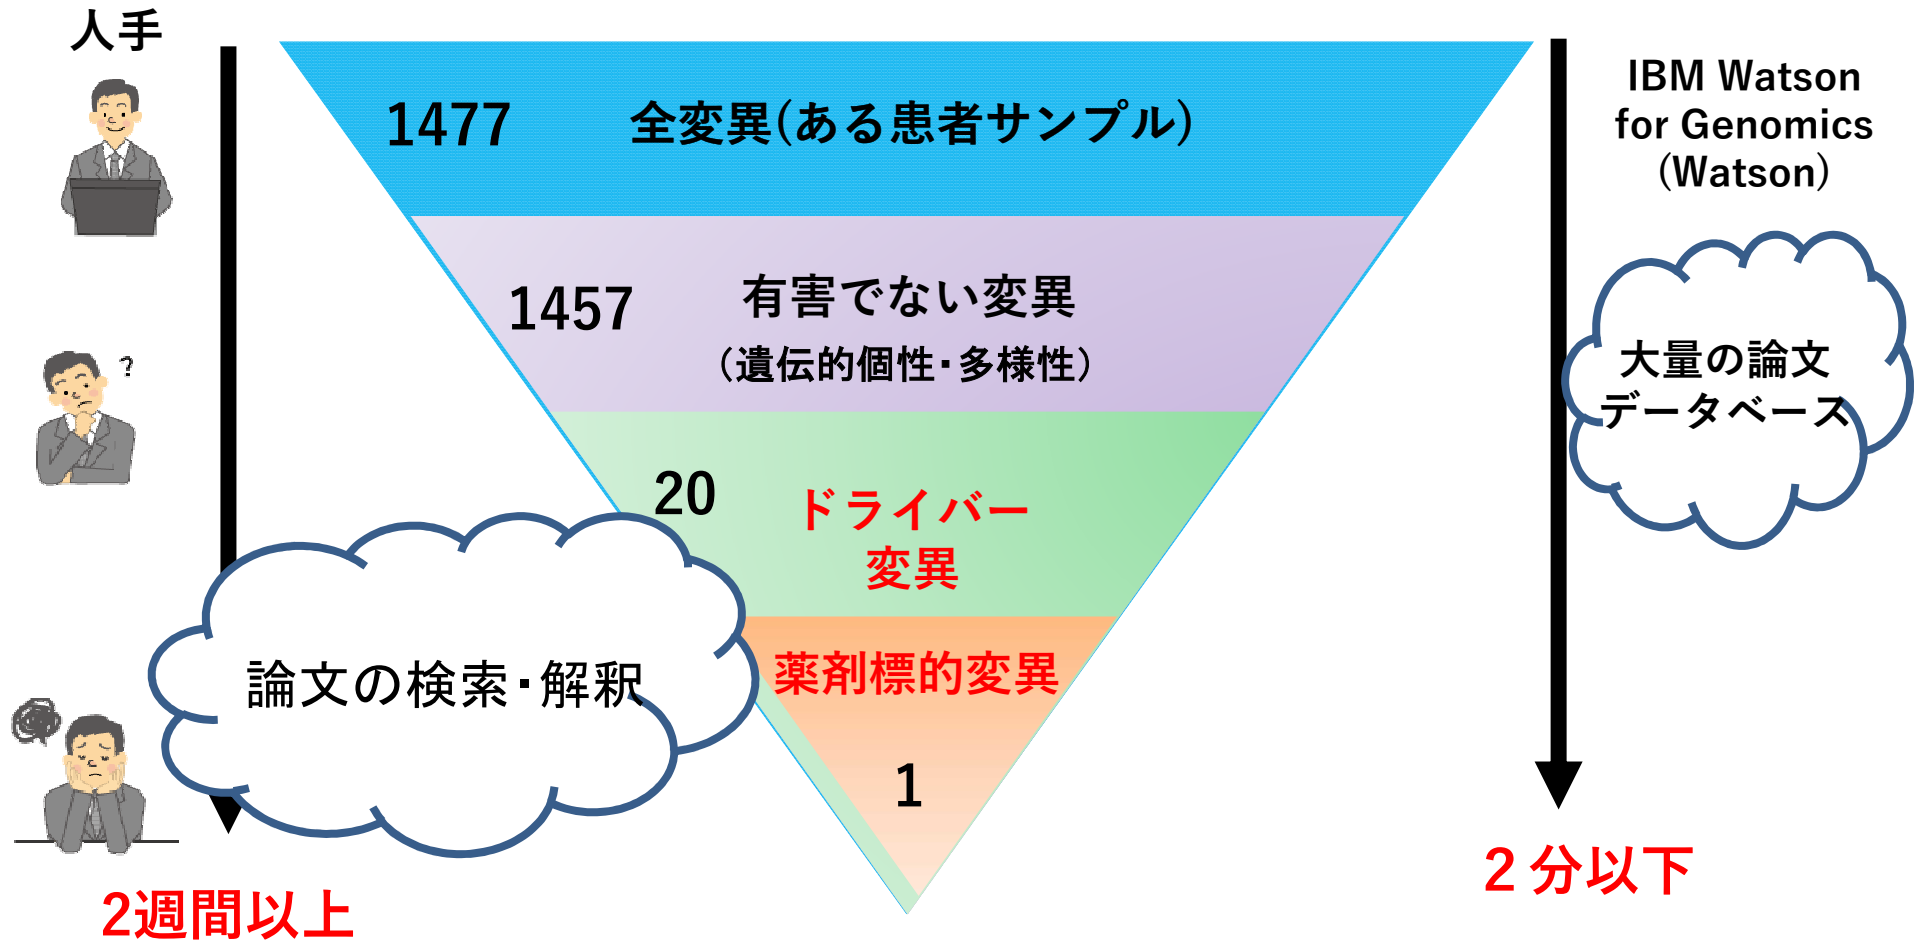 人手
1477 全変異(ある患者サンプル)
IBM Watson
for Genomics
(Watson)
1457 有害でない変異
（遺伝的個性・多様性）
大量の論文
データベース
?
20
ドライバー
変異
論文の検索・解釈
薬剤標的変異
1
2週間以上
２分以下